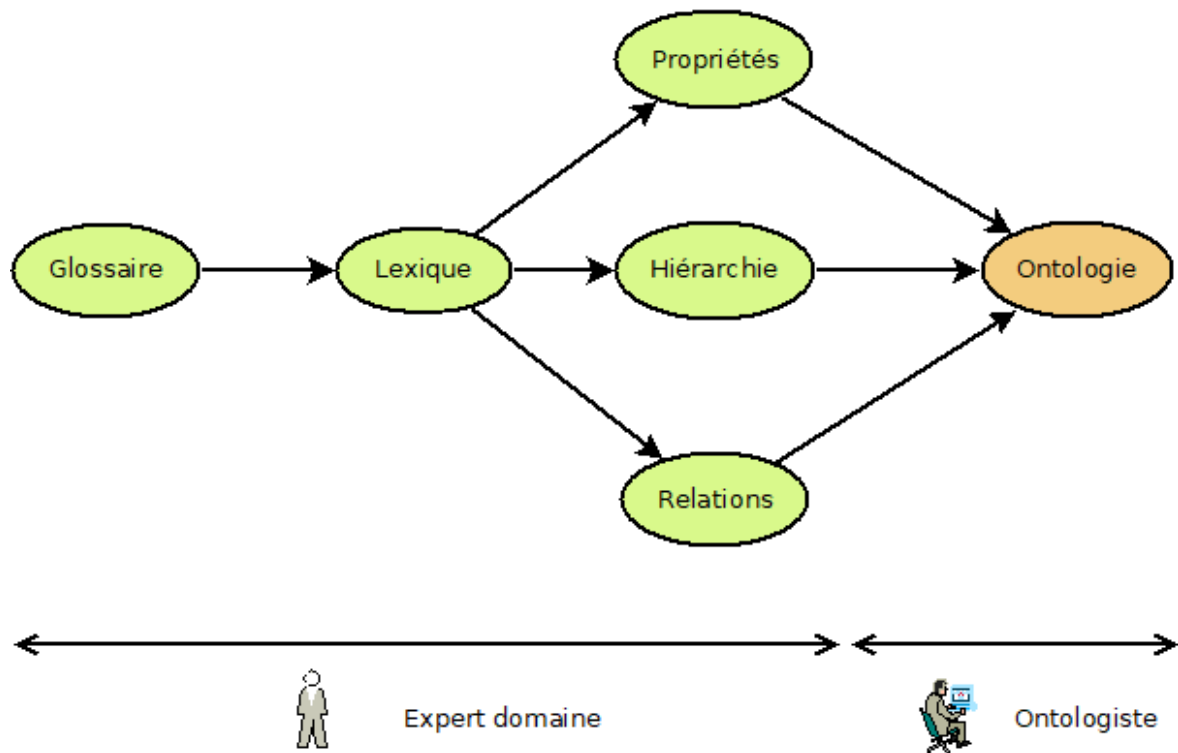 Propriétés
Glossaire
Lexique
Hiérarchie
Ontologie
Relations
Expert domaine
Ontologiste